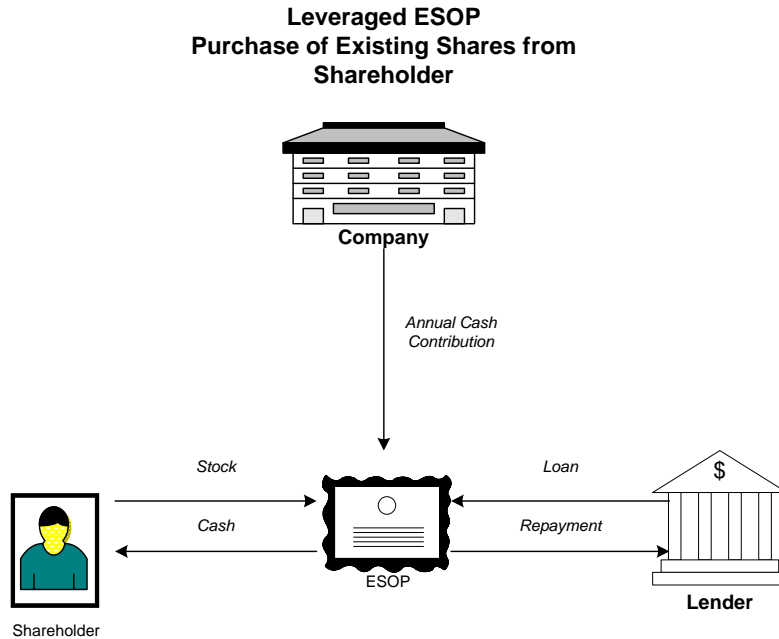 Leveraged ESOP
Purchase of Existing Shares from
Shareholder
Company
Annual Cash
Contribution
Stock
Loan
$
Cash
Repayment
ESOP
Lender
Shareholder